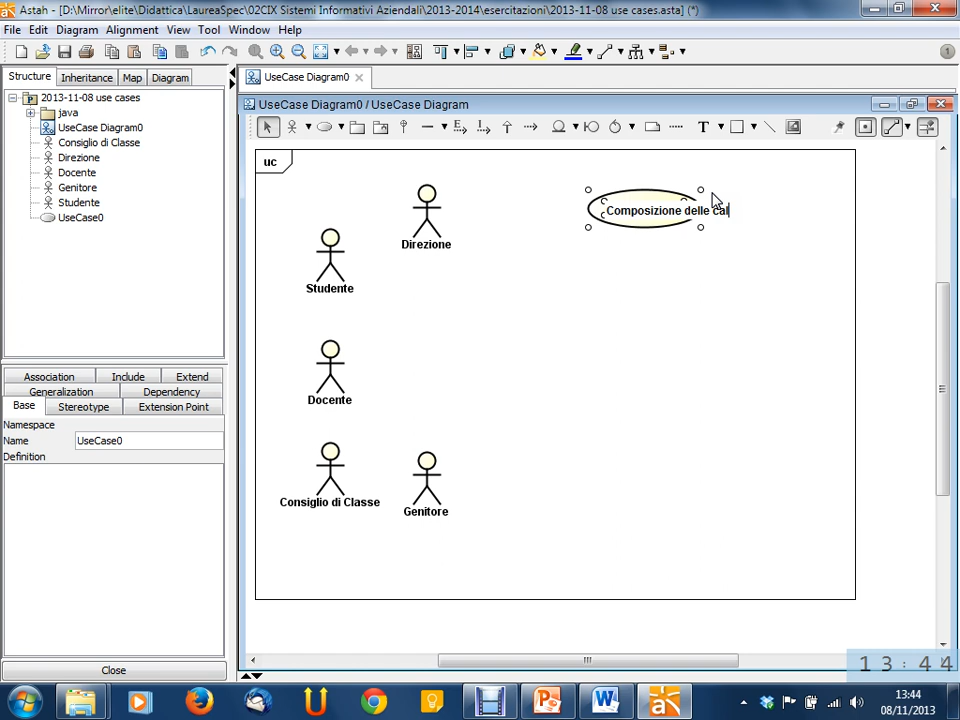 Astah - [D:\Mirror\elite\Didattica\LaureaSpec\02CIX Sistemi Informativi Aziendali\2013-2014\esercitazioni\2013-11-08 use cases.asta] (*)
File Edit Diagram Alignment View Tool Window Help
Structure Inheritance Map Diagram
UseCase Diagram0
2013-11-08 use cases
java
UseCase Diagram0
Consiglio di Classe
Direzione
Docente
Genitore
Studente
UseCase0
UseCase Diagram0 / UseCase Diagram
T
uc
Composizione delle cal
Direzione
Studente
Docente
Consiglio di Classe
Genitore
Association Include Extend
Generalization Dependency
Base Stereotype Extension Point
Namespace
Name UseCase0
Definition
Close
13:44
13:44
08/11/2013